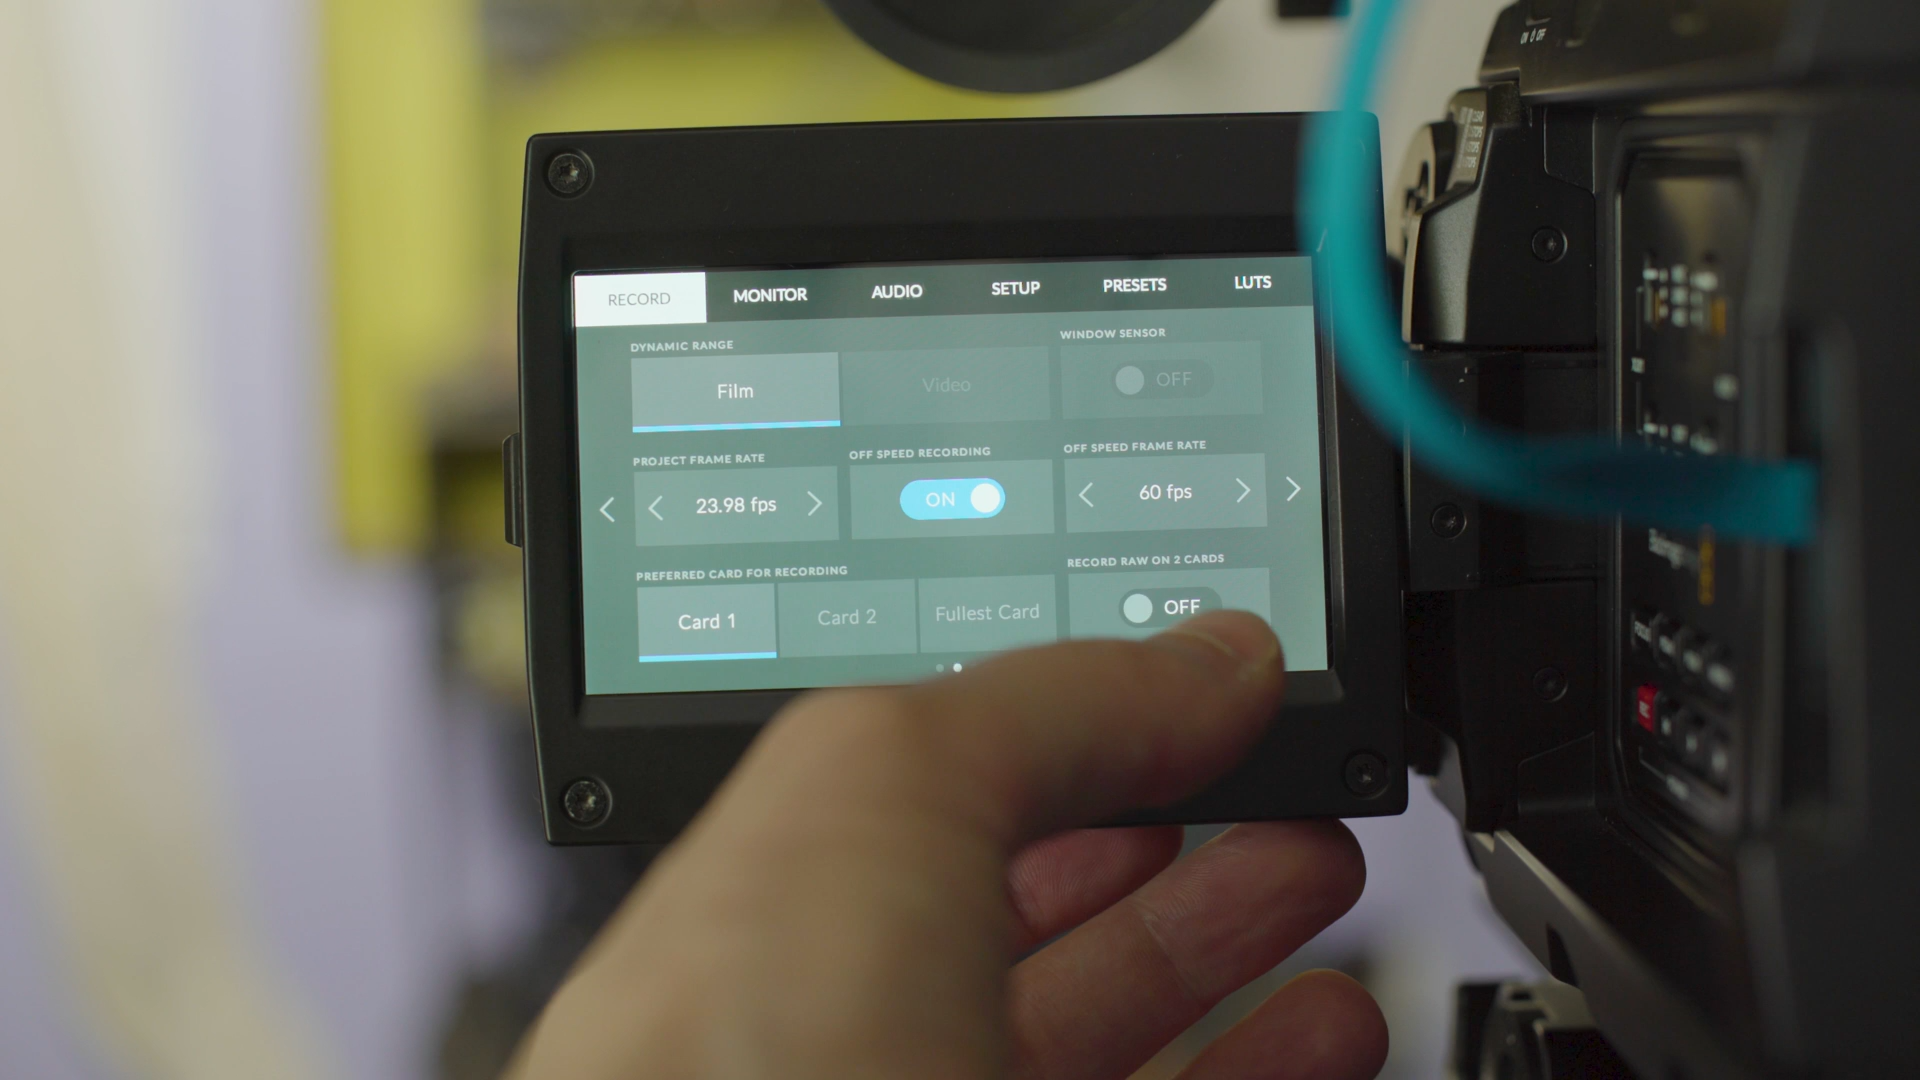 ON OFF
RECORD MONITOR AUDIO SETUP PRESETS LUTS
DYNAMIC RANGE WINDOW SENSOR
Film Video OFF
PROJECT FRAME RATE OFF SPEED RECORDING OFF SPEED FRAME RATE
23.98 fps ON 60 fps
PREFERRED CARD FOR RECORDING RECORD RAW ON 2 CARDS
Card 1 Card 2 Fullest Card OFF